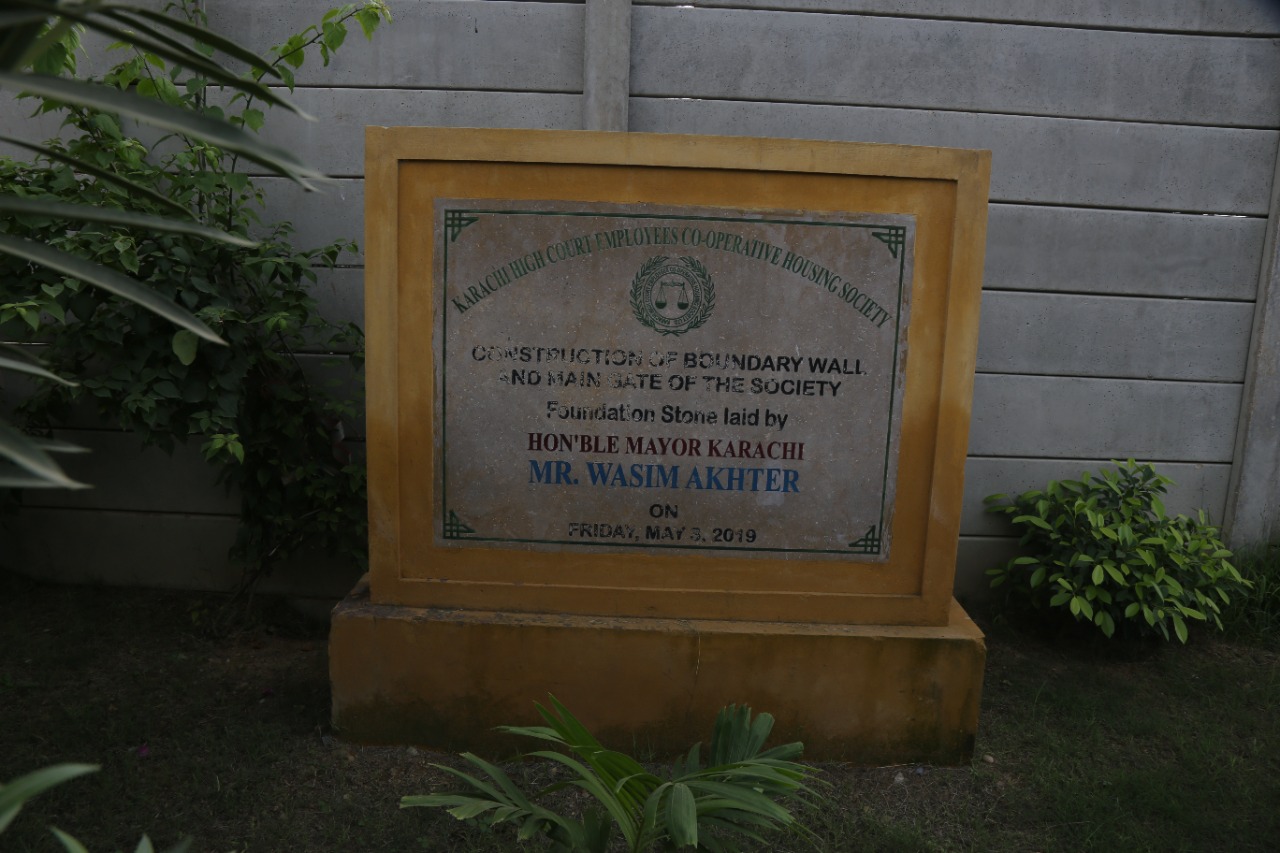 KARACHI HIGH COURT EMPLOYEES CO-OPERATIVE HOUSING SOCIETY
CONSTRUCTION OF BOUNDARY WALL
AND MAIN GATE OF THE SOCIETY
Foundation Stone laid by
HON'BLE MAYOR KARACHI
MR. WASIM AKHTER
ON
FRIDAY, MAY 3, 2019